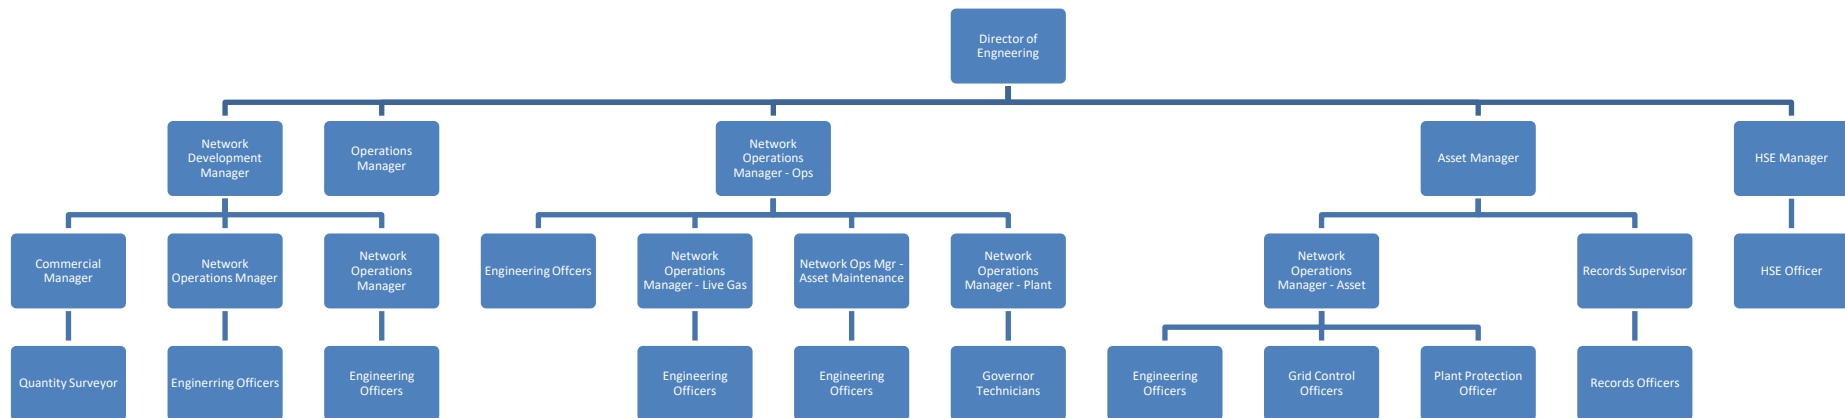 Director of
Engneering
Network
Development
Manager
Operations
Manager
Network
Operations
Manager - Ops
Asset Manager
HSE Manager
Commercial
Manager
Network
Operations Mnager
Network
Operations
Manager
Engineering Offcers
Network
Operations
Manager - Live Gas
Network Ops Mgr -
Asset Maintenance
Network
Operations
Manager - Plant
Network
Operations
Manager - Asset
Records Supervisor
HSE Officer
Quantity Surveyor
Enginerring Officers
Engineering
Officers
Engineering
Officers
Engineering
Officers
Governor
Technicians
Engineering
Officers
Grid Control
Officers
Plant Protection
Officer
Records Officers